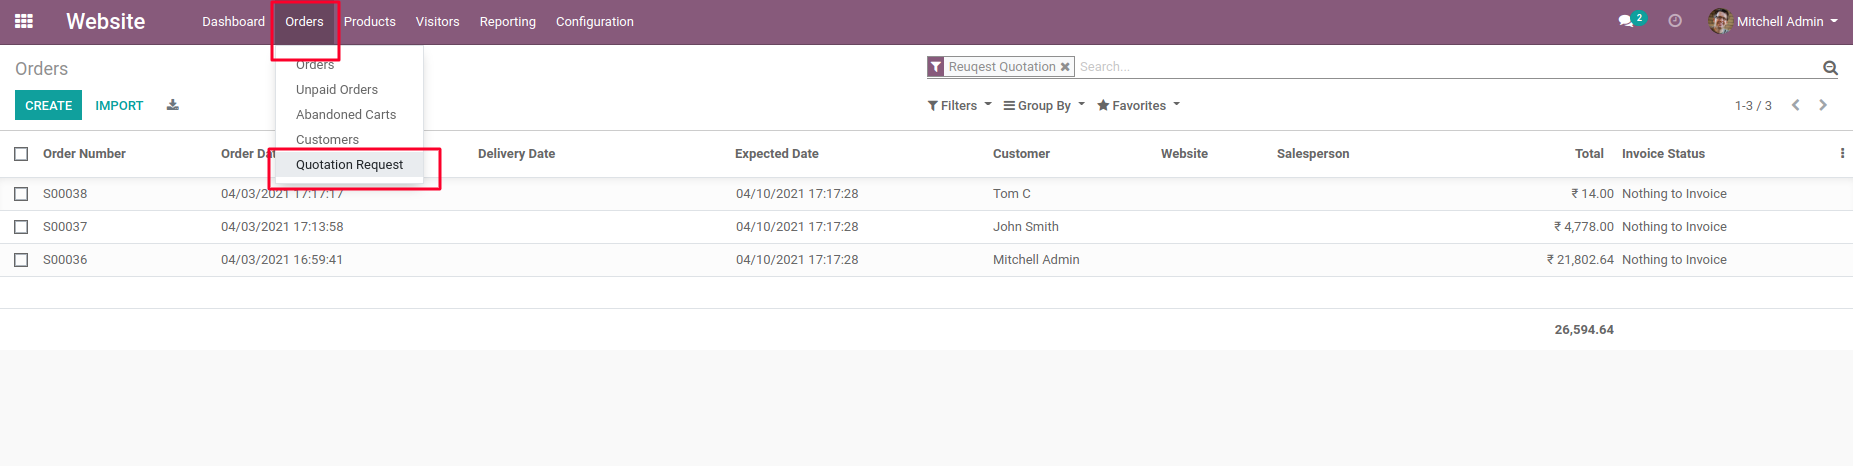 Website Dashboard Orders Products Visitors Reporting Configuration 2 Mitchell Admin
Orders
Orders
Unpaid Orders
Abandoned Carts
Customers
Quotation Request
Reuqest Quotation Search...
CREATE IMPORT
Filters Group By Favorites 1-3 / 3
Order Number Order Dat Delivery Date Expected Date Customer Website Salesperson Total Invoice Status
S00038 04/03/2021 17:17:17 04/10/2021 17:17:28 Tom C ₹ 14.00 Nothing to Invoice
S00037 04/03/2021 17:13:58 04/10/2021 17:17:28 John Smith ₹ 4,778.00 Nothing to Invoice
S00036 04/03/2021 16:59:41 04/10/2021 17:17:28 Mitchell Admin ₹ 21,802.64 Nothing to Invoice
26,594.64